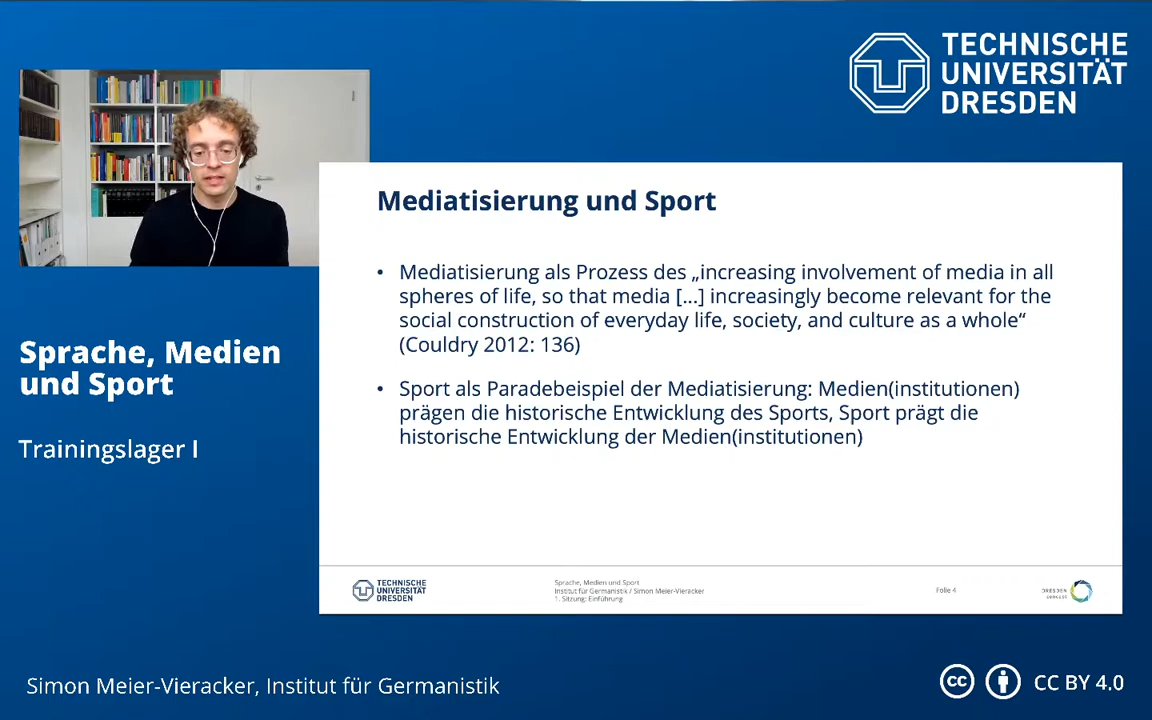 TECHNISCHE
UNIVERSITÄT
DRESDEN
Mediatisierung und Sport
• Mediatisierung als Prozess des „increasing involvement of media in all
spheres of life, so that media [...] increasingly become relevant for the
social construction of everyday life, society, and culture as a whole“
(Couldry 2012: 136)
• Sport als Paradebeispiel der Mediatisierung: Medien(institutionen)
prägen die historische Entwicklung des Sports, Sport prägt die
historische Entwicklung der Medien(institutionen)
Sprache, Medien
und Sport
Trainingslager I
TECHNISCHE
UNIVERSITÄT
DRESDEN
Sprache, Medien und Sport
Institut für Germanistik / Simon Meier-Vieracker
1. Sitzung: Einführung
Folie 4
DRESDEN
concept
Simon Meier-Vieracker, Institut für Germanistik
cc
CC BY 4.0